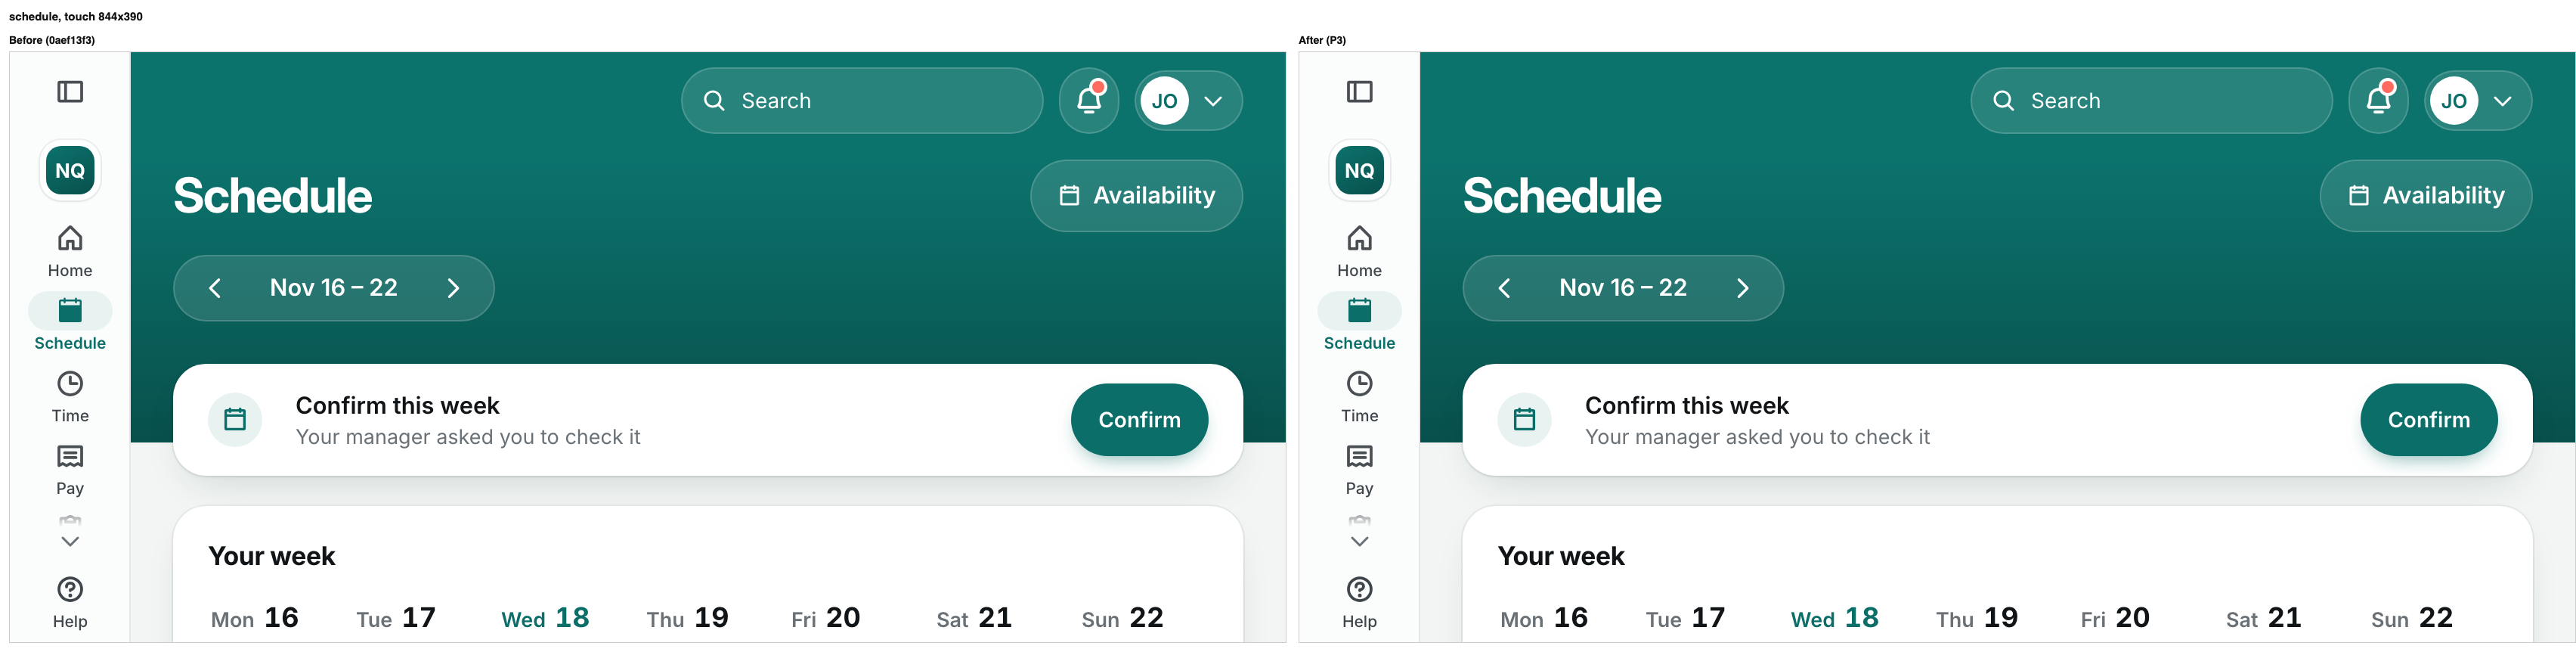 schedule, touch 844x390
Before (0aef13f3)
Search
JO
NQ
Schedule
Availability
Home
Nov 16 – 22
Schedule
Confirm this week
Your manager asked you to check it
Confirm
Time
Pay
Your week
Mon 16 Tue 17 Wed 18 Thu 19 Fri 20 Sat 21 Sun 22
Help
After (P3)
Search
JO
NQ
Schedule
Availability
Home
Nov 16 – 22
Schedule
Confirm this week
Your manager asked you to check it
Confirm
Time
Pay
Your week
Mon 16 Tue 17 Wed 18 Thu 19 Fri 20 Sat 21 Sun 22
Help